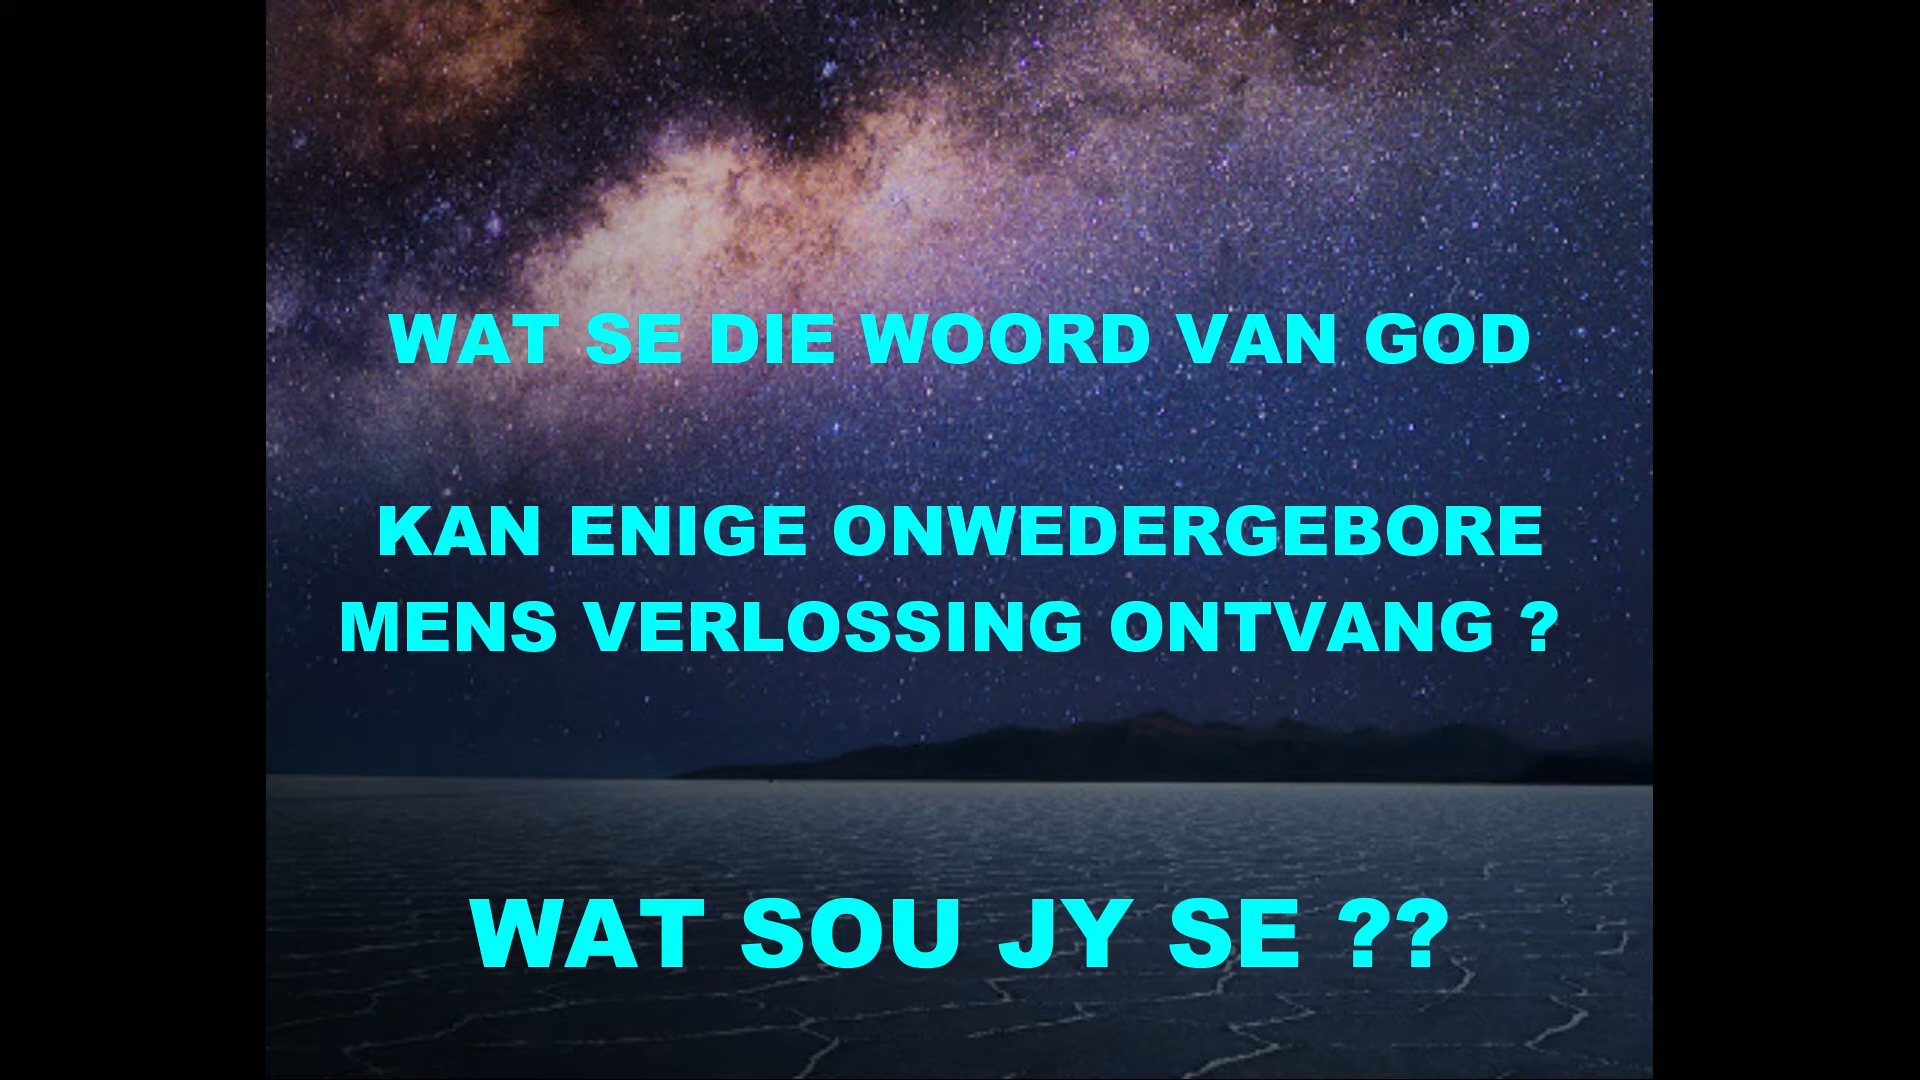 WAT SE DIE WOORD VAN GOD
KAN ENIGE ONWEDERGEBORE
MENS VERLOSSING ONTVANG ?
WAT SOU JY SE ??